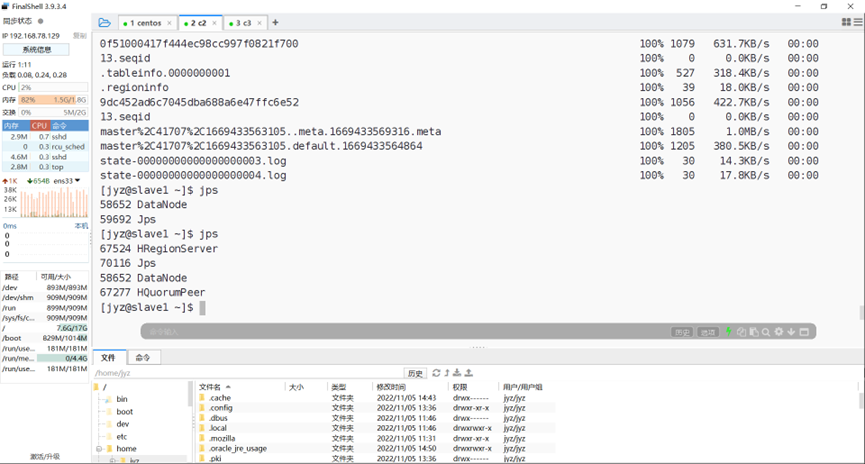 FinalShell 3.9.3.4
同步状态
IP 192.168.78.129 复制
系统信息
运行 1:11
负载 0.08, 0.24, 0.28
CPU 2%
内存 82% 1.5G/1.8G
交换 0% 5M/2G
内存 CPU 命令
2.9M 0.7 sshd
0 0.3 rcu_sched
4.6M 0.3 sshd
2.8M 0.3 top
1K 654B ens33
38K
26K
13K
0ms 本机
0
0
0
路径 可用/大小
/dev 893M/893M
/dev/shm 909M/909M
/run 899M/909M
/sys/fs/c... 909M/909M
/ 7.6G/17G
/boot 829M/1014M
/run/use... 181M/181M
/run/me... 0/4.4G
/run/use... 181M/181M
激活/升级
1 centos × 2 c2 × 3 c3 × +
0f51000417f444ec98cc997f0821f700 100% 1079 631.7KB/s 00:00
13.seqid 100% 0 0.0KB/s 00:00
.tableinfo.0000000001 100% 527 318.4KB/s 00:00
.regioninfo 100% 39 18.0KB/s 00:00
9dc452ad6c7045dba688a6e47ffc6e52 100% 1056 422.7KB/s 00:00
13.seqid 100% 0 0.0KB/s 00:00
master%2C41707%2C1669433563105..meta.1669433569316.meta 100% 1805 1.0MB/s 00:00
master%2C41707%2C1669433563105.default.1669433564864 100% 1205 380.5KB/s 00:00
state-00000000000000000003.log 100% 30 14.3KB/s 00:00
state-00000000000000000004.log 100% 30 17.8KB/s 00:00
[jyz@slave1 ~]$ jps
58652 DataNode
59692 Jps
[jyz@slave1 ~]$ jps
67524 HRegionServer
70116 Jps
58652 DataNode
67277 HQuorumPeer
[jyz@slave1 ~]$
命令输入 历史 选项
文件 命令
/home/jyz 历史
/
bin
boot
dev
etc
home
jyz
文件名 大小 类型 修改时间 权限 用户/用户组
.cache 文件夹 2022/11/05 14:43 drwx------ jyz/jyz
.config 文件夹 2022/11/05 13:36 drwxr-xr-x jyz/jyz
.dbus 文件夹 2022/11/05 11:46 drwx------ jyz/jyz
.local 文件夹 2022/11/05 11:46 drwxrwxr-x jyz/jyz
.mozilla 文件夹 2022/11/05 11:31 drwxr-xr-x jyz/jyz
.oracle_jre_usage 文件夹 2022/11/05 14:50 drwxrwxr-x jyz/jyz
.pki 文件夹 2022/11/05 13:36 drwx------ jyz/jyz